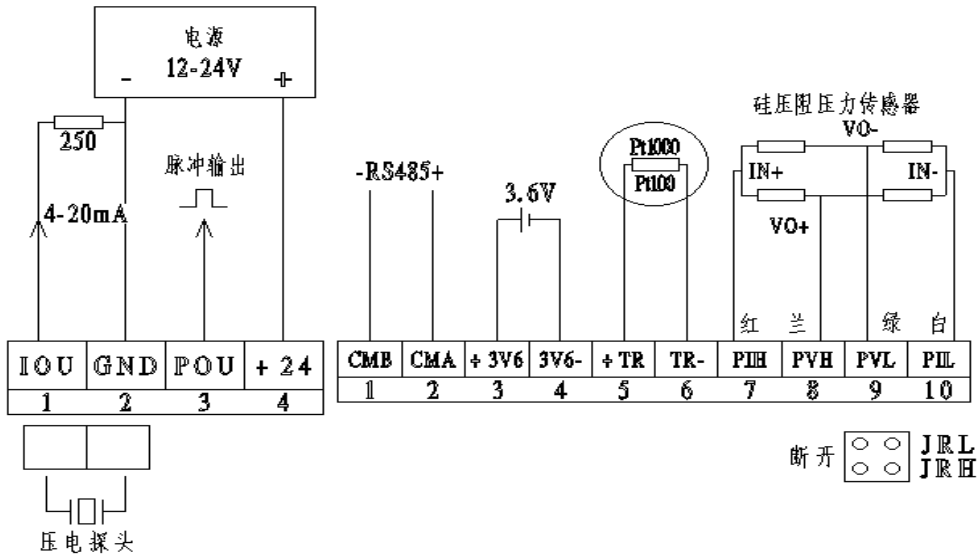 电源
12-24V
- +
250
4-20mA
脉冲输出
IOU GND POU +24
1 2 3 4
压电探头
-RS485+
3.6V
Pt1000
Pt100
硅压阻压力传感器
VO-
IN+ IN-
VO+
红 兰 绿 白
CMB CMA +3V6 3V6- +TR TR- PIH PVH PVL PIL
1 2 3 4 5 6 7 8 9 10
断开 JRL
JRH